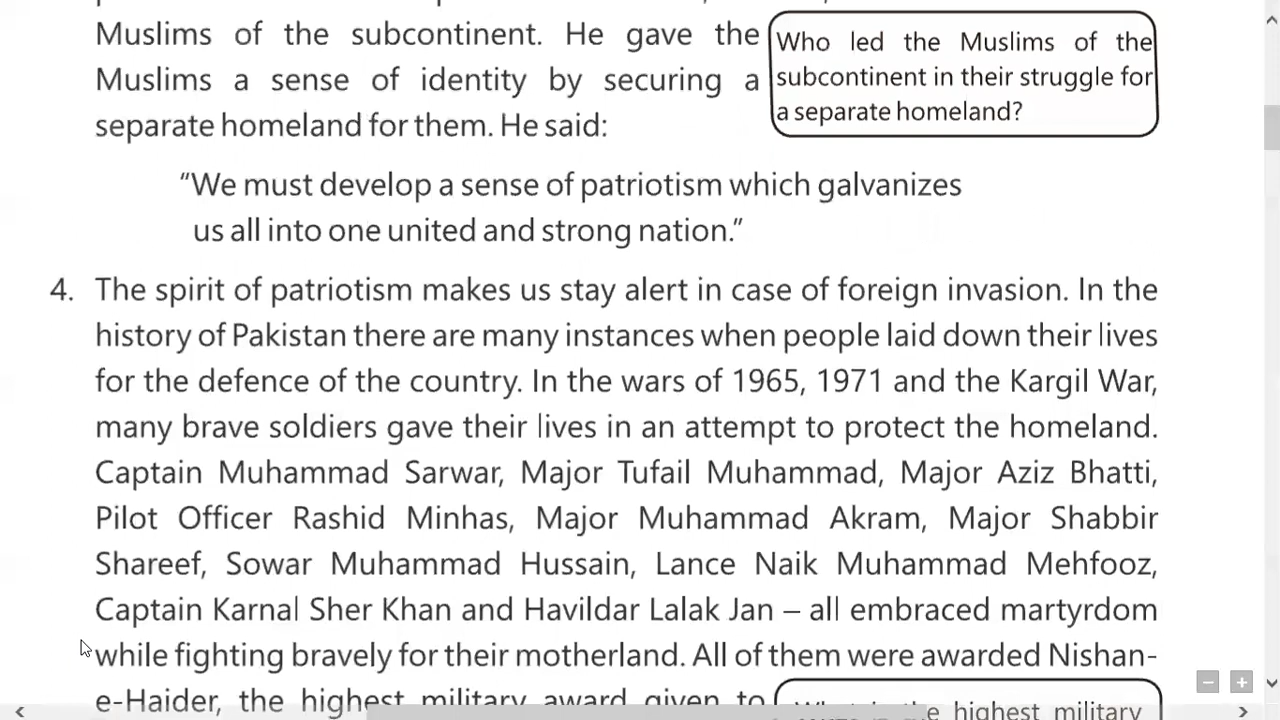 Muslims of the subcontinent. He gave the
Muslims a sense of identity by securing a
separate homeland for them. He said:
Who led the Muslims of the
subcontinent in their struggle for
a separate homeland?
"We must develop a sense of patriotism which galvanizes
us all into one united and strong nation."
4. The spirit of patriotism makes us stay alert in case of foreign invasion. In the
history of Pakistan there are many instances when people laid down their lives
for the defence of the country. In the wars of 1965, 1971 and the Kargil War,
many brave soldiers gave their lives in an attempt to protect the homeland.
Captain Muhammad Sarwar, Major Tufail Muhammad, Major Aziz Bhatti,
Pilot Officer Rashid Minhas, Major Muhammad Akram, Major Shabbir
Shareef, Sowar Muhammad Hussain, Lance Naik Muhammad Mehfooz,
Captain Karnal Sher Khan and Havildar Lalak Jan – all embraced martyrdom
while fighting bravely for their motherland. All of them were awarded Nishan-
e-Haider, the highest military award given to
the highest military